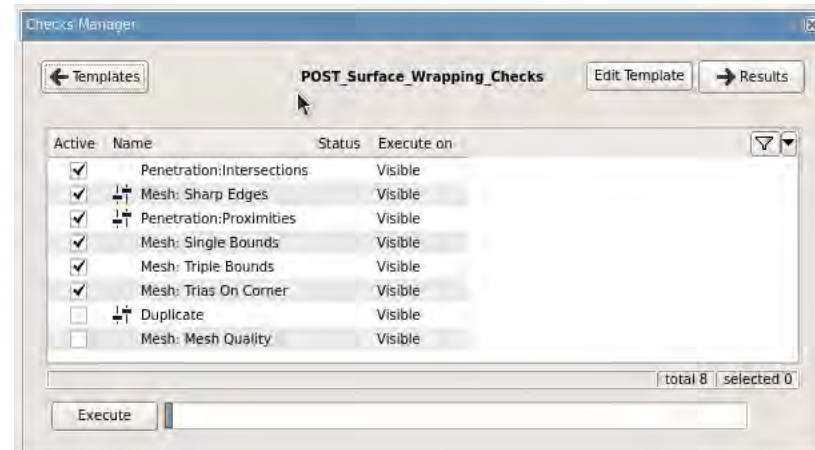 Checks Manager
Templates POST_Surface_Wrapping_Checks Edit Template Results
Active Name Status Execute on
Penetration:Intersections Visible
Mesh: Sharp Edges Visible
Penetration:Proximities Visible
Mesh: Single Bounds Visible
Mesh: Triple Bounds Visible
Mesh: Trias On Corner Visible
Duplicate Visible
Mesh: Mesh Quality Visible
total 8 selected 0
Execute